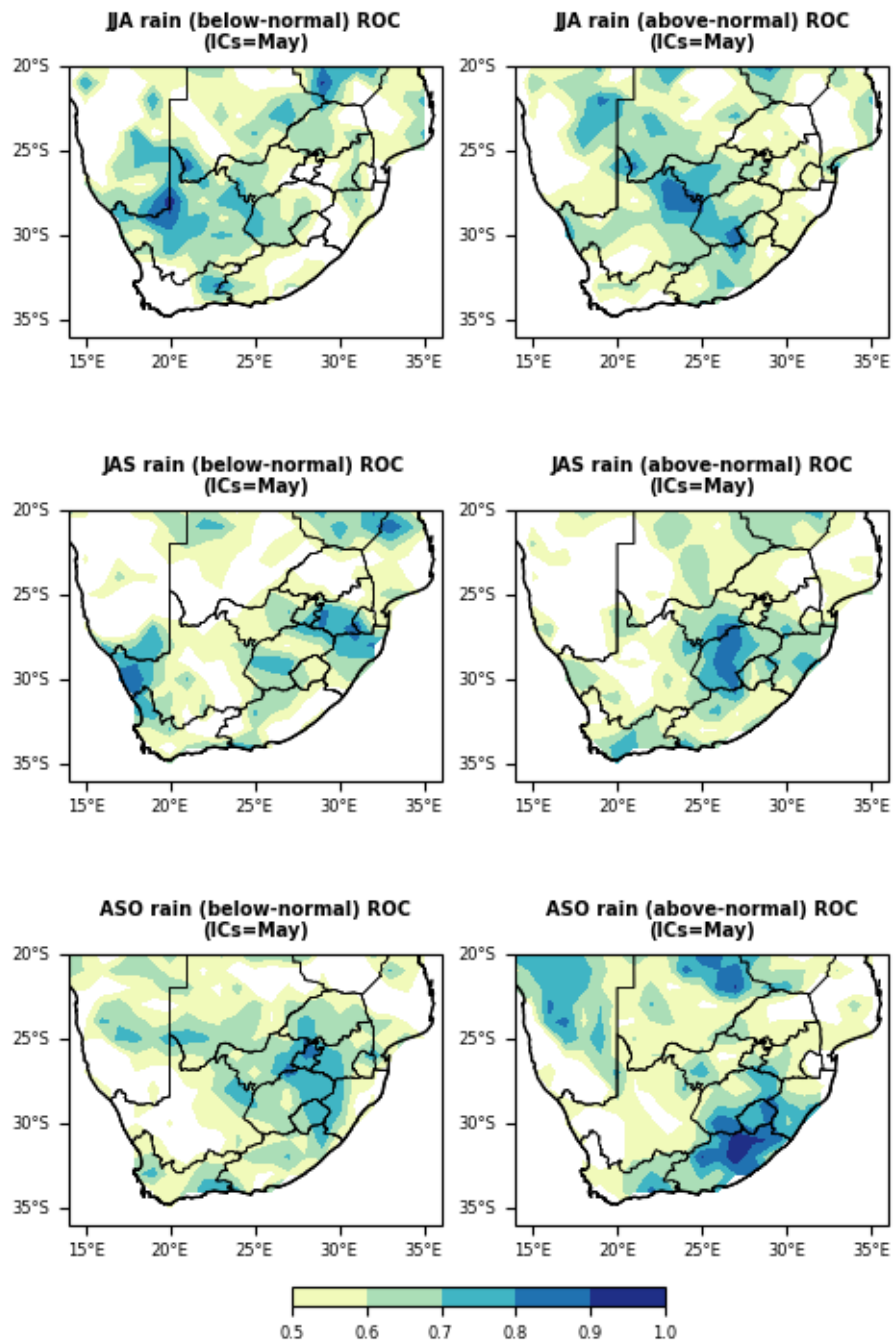 JJA rain (below-normal) ROC
(ICs=May)
JJA rain (above-normal) ROC
(ICs=May)
20°S
25°S
30°S
35°S
15°E 20°E 25°E 30°E 35°E
20°S
25°S
30°S
35°S
15°E 20°E 25°E 30°E 35°E
JAS rain (below-normal) ROC
(ICs=May)
JAS rain (above-normal) ROC
(ICs=May)
20°S
25°S
30°S
35°S
15°E 20°E 25°E 30°E 35°E
20°S
25°S
30°S
35°S
15°E 20°E 25°E 30°E 35°E
ASO rain (below-normal) ROC
(ICs=May)
ASO rain (above-normal) ROC
(ICs=May)
20°S
25°S
30°S
35°S
15°E 20°E 25°E 30°E 35°E
20°S
25°S
30°S
35°S
15°E 20°E 25°E 30°E 35°E
0.5 0.6 0.7 0.8 0.9 1.0